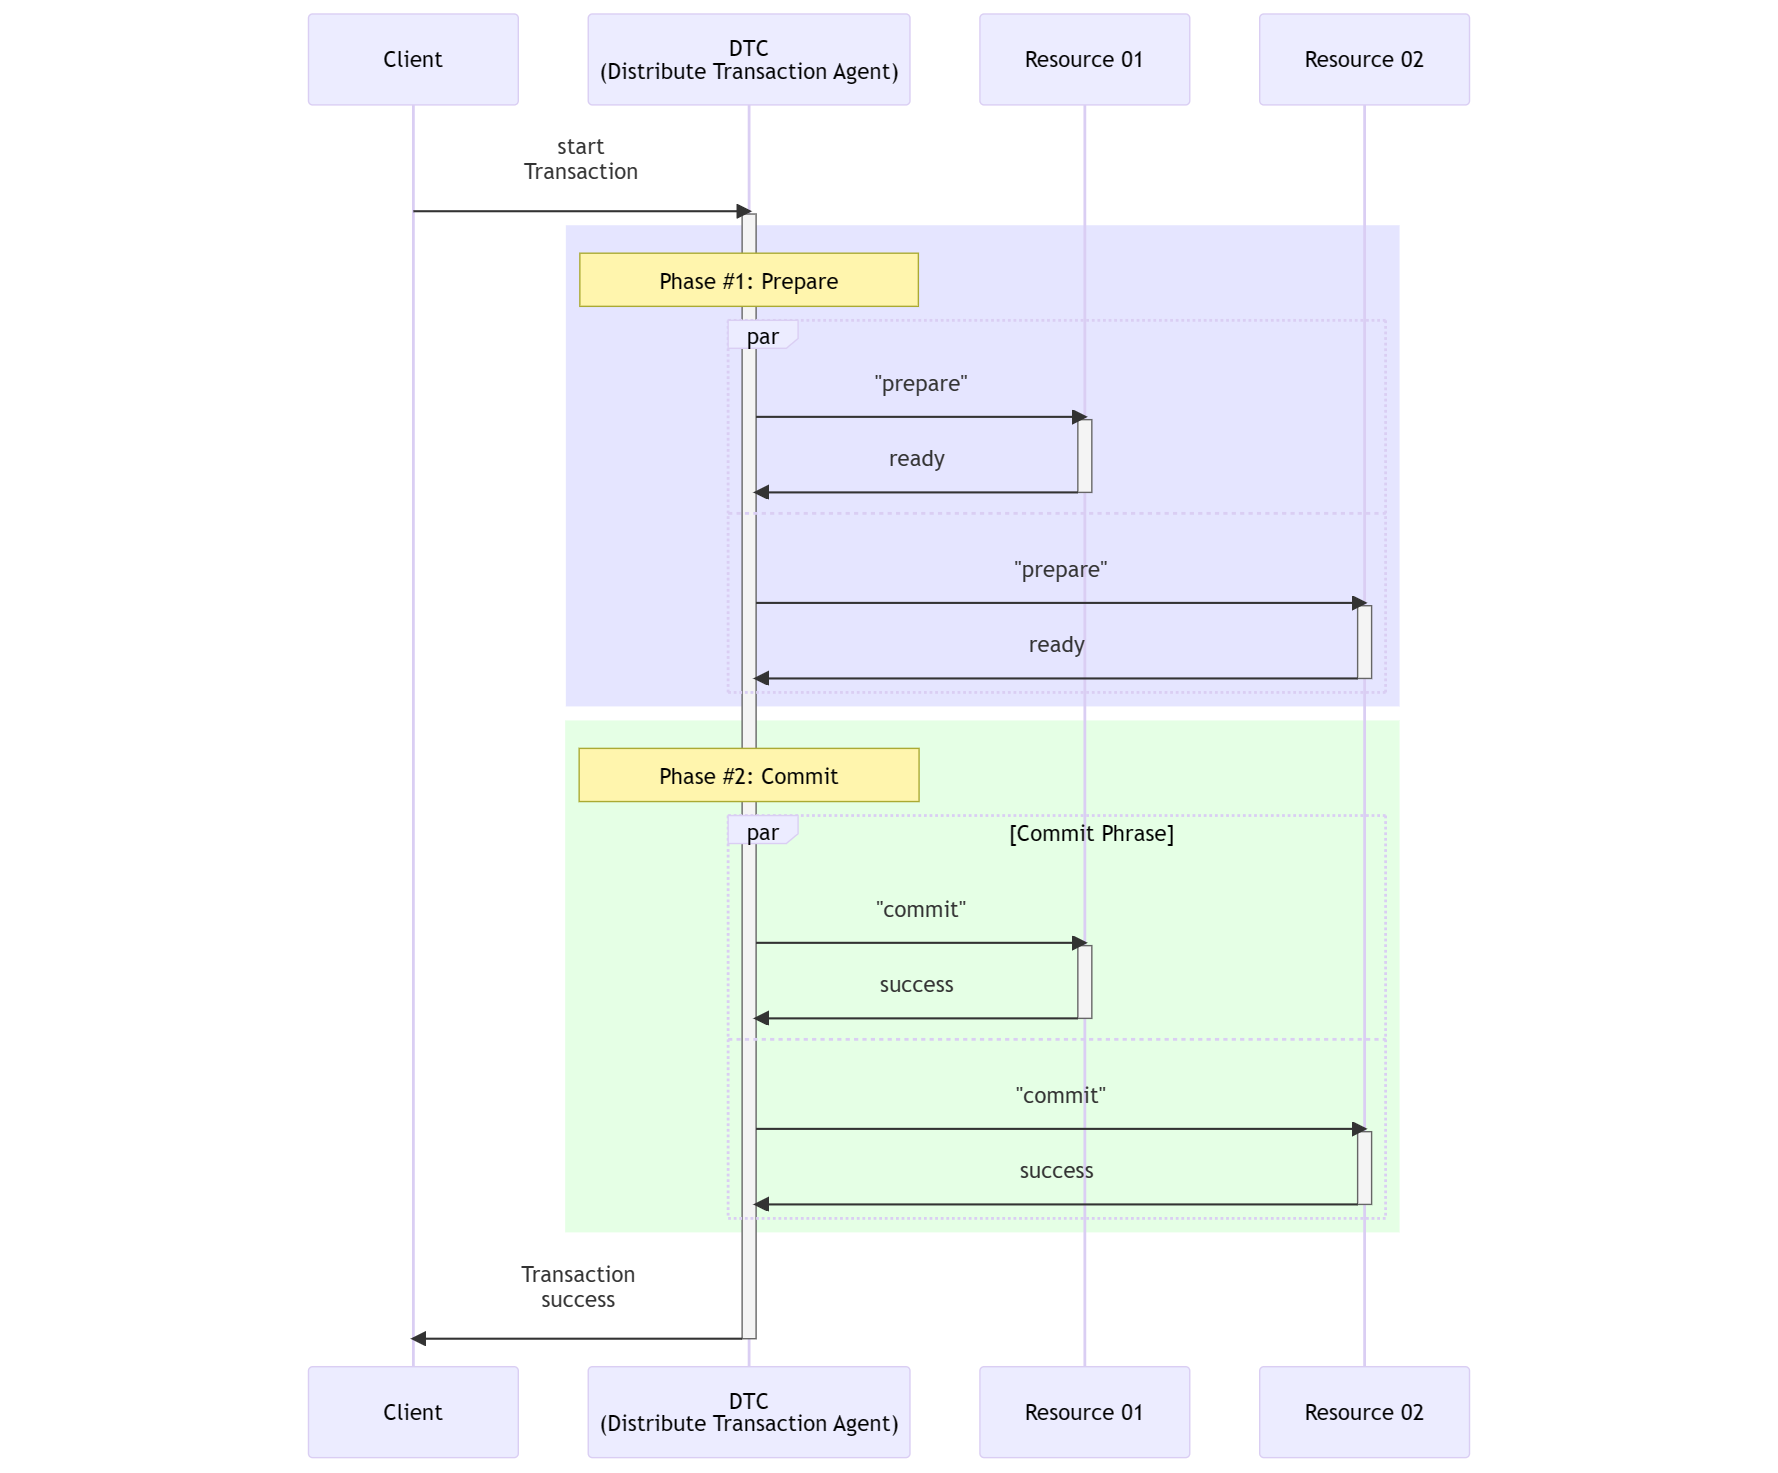 Client
DTC
(Distribute Transaction Agent)
Resource 01
Resource 02
start
Transaction
Phase #1: Prepare
par
"prepare"
ready
"prepare"
ready
Phase #2: Commit
par
[Commit Phrase]
"commit"
success
"commit"
success
Transaction
success
Client
DTC
(Distribute Transaction Agent)
Resource 01
Resource 02